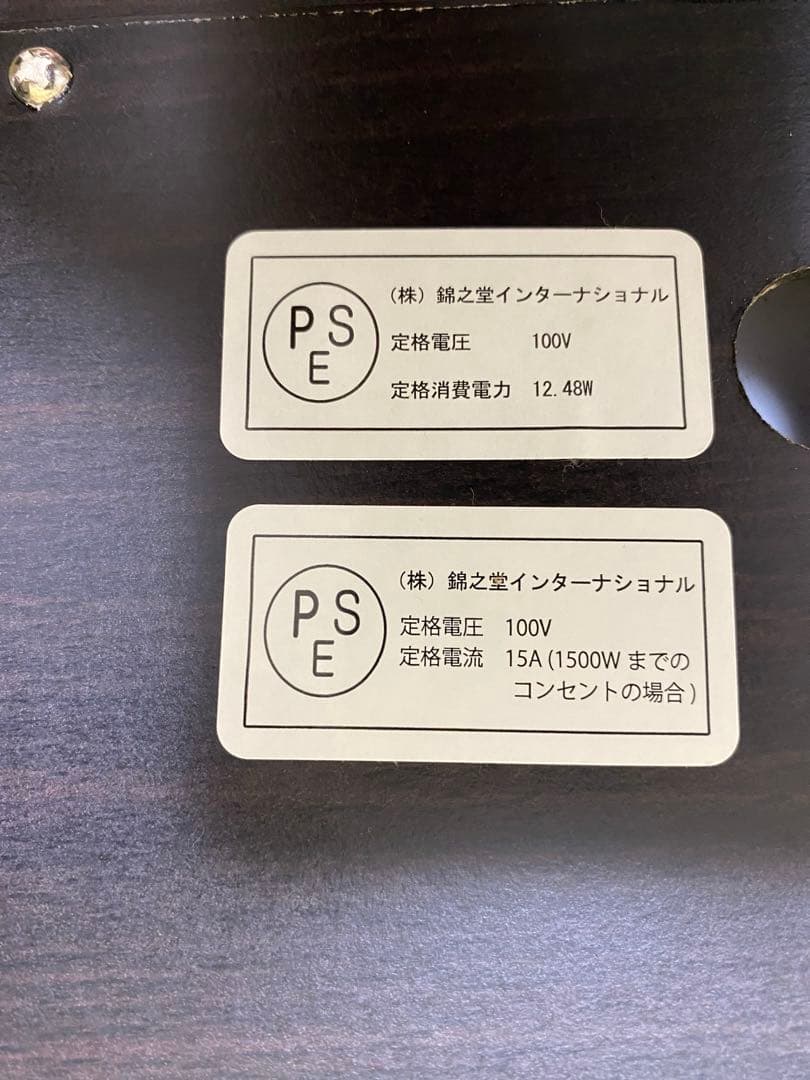 PSE
(株)錦之堂インターナショナル
定格電圧 100V
定格消費電力 12.48W
PSE
(株)錦之堂インターナショナル
定格電圧 100V
定格電流 15A (1500W までの
コンセントの場合)